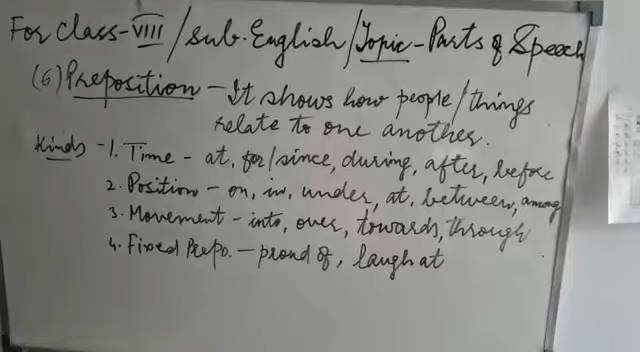 For class-VIII/sub.English/Topic-Parts of Speech
(6) Preposition - It shows how people/things
relate to one another.
Kinds - 1. Time - at, for/since, during, after, before
2. Position - on, in, under, at, between, among
3. Movement - into, over, towards, through
4. Fixed Prepo. - proud of, laugh at